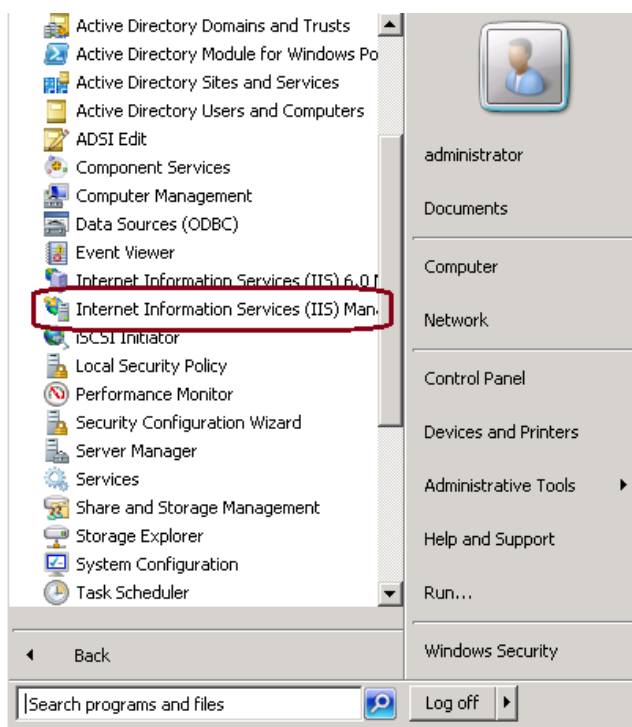 Active Directory Domains and Trusts
Active Directory Module for Windows Po
Active Directory Sites and Services
Active Directory Users and Computers
ADSI Edit
Component Services
Computer Management
Data Sources (ODBC)
Event Viewer
Internet Information Services (IIS) 6.0
Internet Information Services (IIS) Man
iSCSI Initiator
Local Security Policy
Performance Monitor
Security Configuration Wizard
Server Manager
Services
Share and Storage Management
Storage Explorer
System Configuration
Task Scheduler
Back
Search programs and files
administrator
Documents
Computer
Network
Control Panel
Devices and Printers
Administrative Tools
Help and Support
Run...
Windows Security
Log off